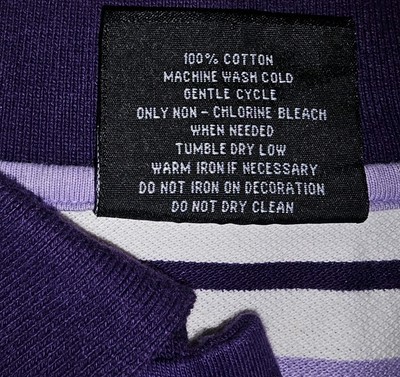 100% COTTON
MACHINE WASH COLD
GENTLE CYCLE
ONLY NON - CHLORINE BLEACH
WHEN NEEDED
TUMBLE DRY LOW
WARM IRON IF NECESSARY
DO NOT IRON ON DECORATION
DO NOT DRY CLEAN